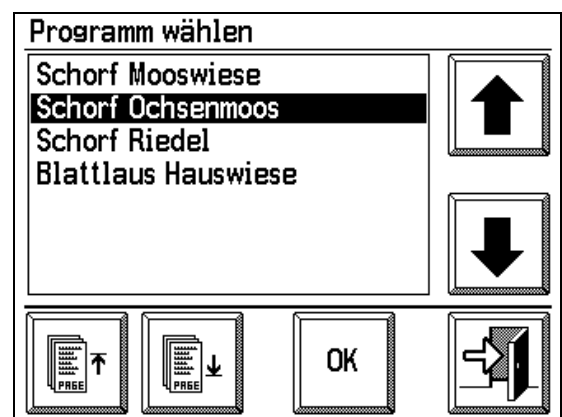 Programm wählen
Schorf Mooswiese
Schorf Ochsenmoos
Schorf Riedel
Blattlaus Hauswiese
PAGE
PAGE
OK